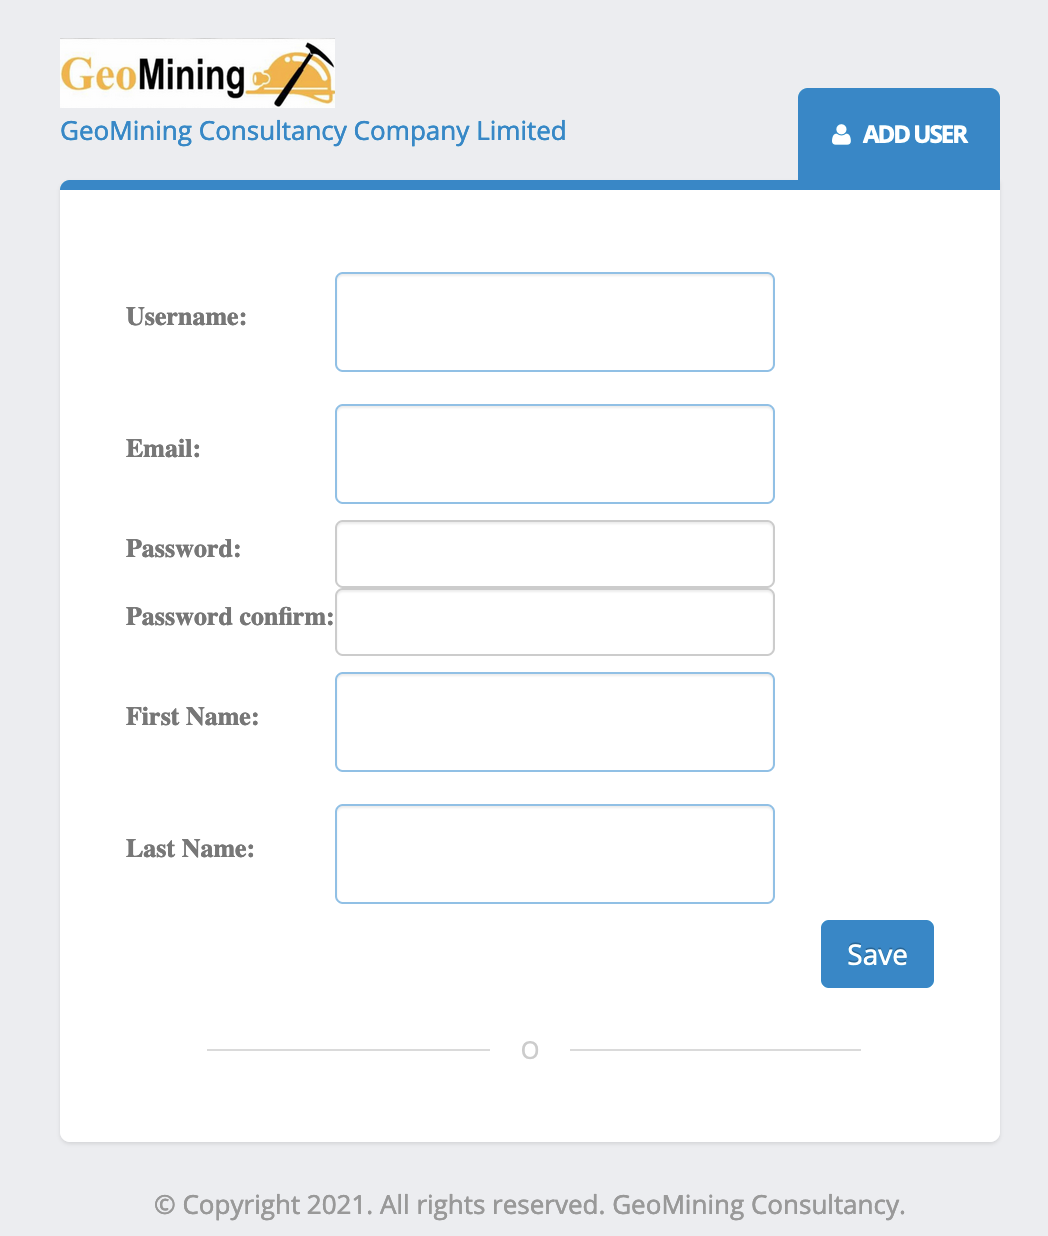 GeoMining
GeoMining Consultancy Company Limited
ADD USER
Username:
Email:
Password:
Password confirm:
First Name:
Last Name:
Save
O
© Copyright 2021. All rights reserved. GeoMining Consultancy.